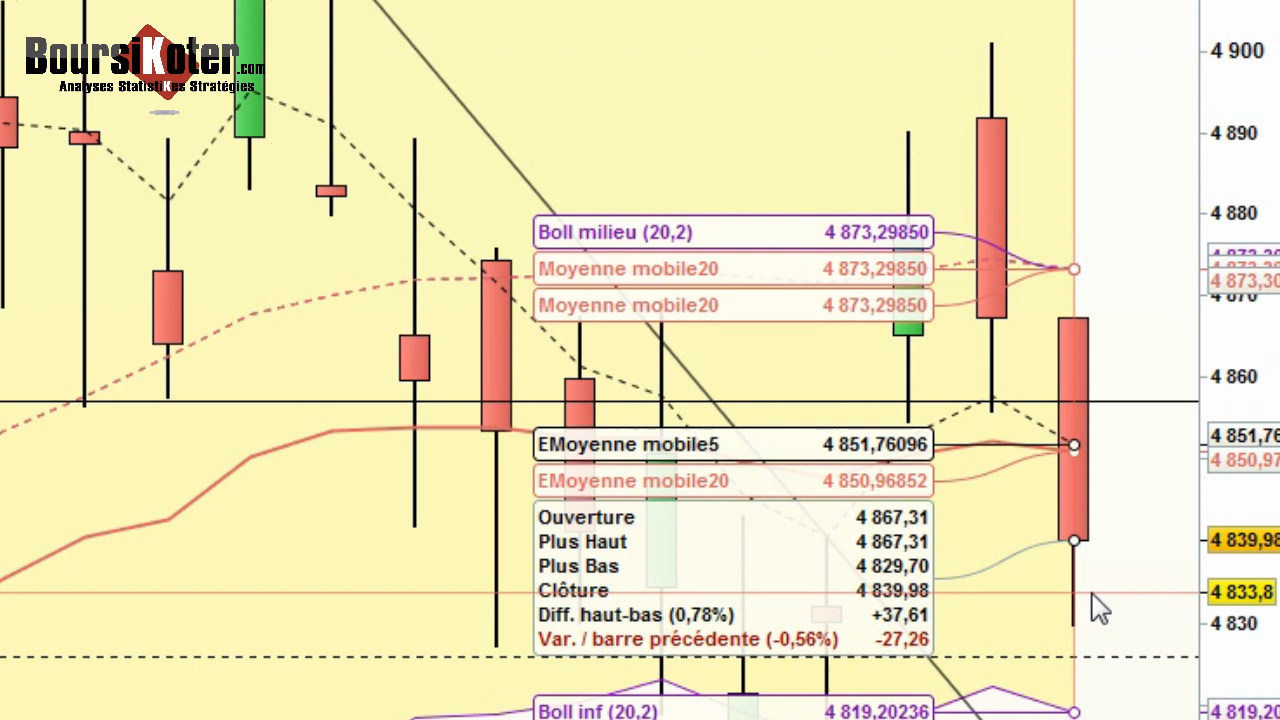 BoursiKoter.com
Analyses StatistiKes Stratégies
4 900
4 890
4 880
4 873,30
4 870
4 860
4 851,76
4 850,97
4 839,98
4 833,8
4 830
4 819,20
Boll milieu (20,2) 4 873,29850
Moyenne mobile20 4 873,29850
Moyenne mobile20 4 873,29850
EMoyenne mobile5 4 851,76096
EMoyenne mobile20 4 850,96852
Ouverture 4 867,31
Plus Haut 4 867,31
Plus Bas 4 829,70
Clôture 4 839,98
Diff. haut-bas (0,78%) +37,61
Var. / barre précédente (-0,56%) -27,26
Boll inf (20,2) 4 819,20236